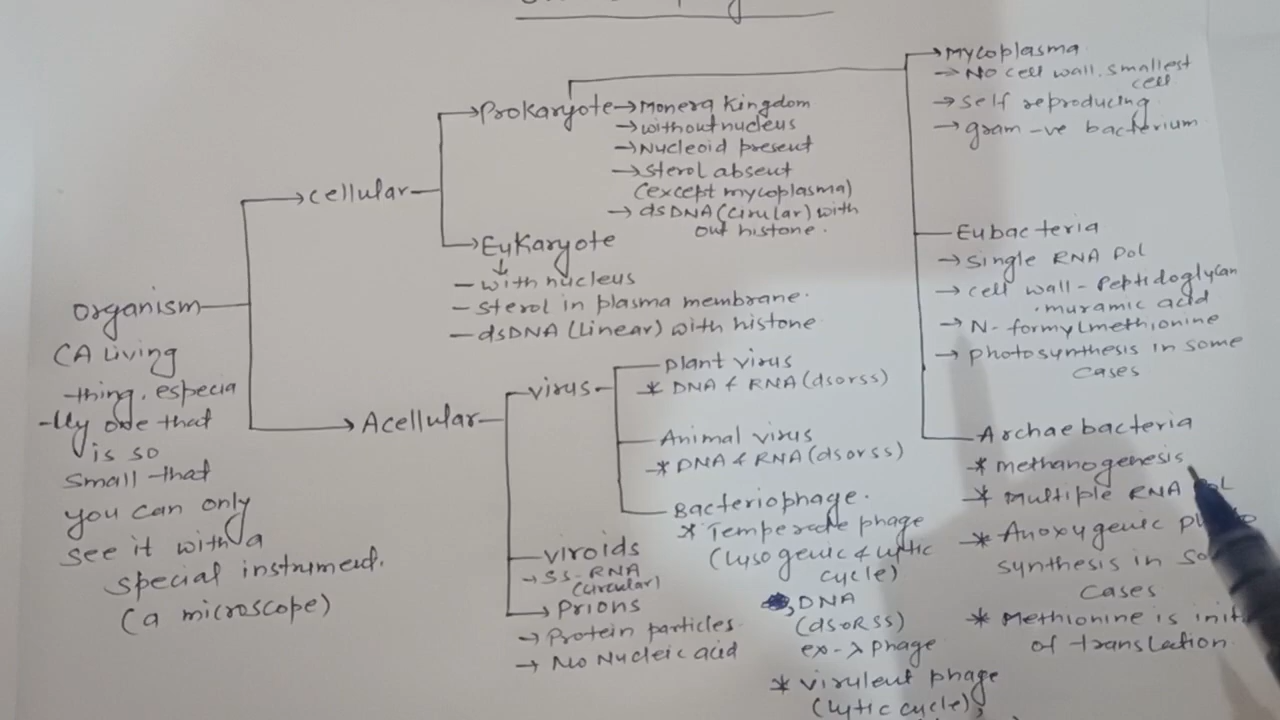 organism
CA Living
thing, especia
-lly one that
is so
small that
you can only
see it with a
special instrument.
(a microscope)
cellular
Prokaryote → Monera Kingdom
→ without nucleus
→ Nucleoid present
→ Sterol absent
(except mycoplasma)
→ dsDNA (cirular) with
out histone.
Eukaryote
- with nucleus
- Sterol in plasma membrane.
- dsDNA (Linear) with histone
Acellular
virus
plant virus
* DNA & RNA (dsorss)
Animal virus
* DNA & RNA (dsorss)
Bacteriophage.
* Temperate phage
(lysogenic & lytic
cycle)
DNA
(dsORss)
ex- λ phage
* virulent phage
(lytic cycle),
viroids
→ SS-RNA
(circular)
Prions
→ Protein particles
→ No Nucleic acid
Mycoplasma
→ No cell wall. smallest
cell
→ self reproducing
→ gram -ve bacterium
Eubacteria
→ single RNA Pol
→ cell wall - Peptidoglycan
.muramic acid
→ N- formylmethionine
→ photosynthesis in some
cases
Archaebacteria
* methanogenesis
* Multiple RNA
* Anoxygenic
synthesis in
cases
* Methionine is
of translation